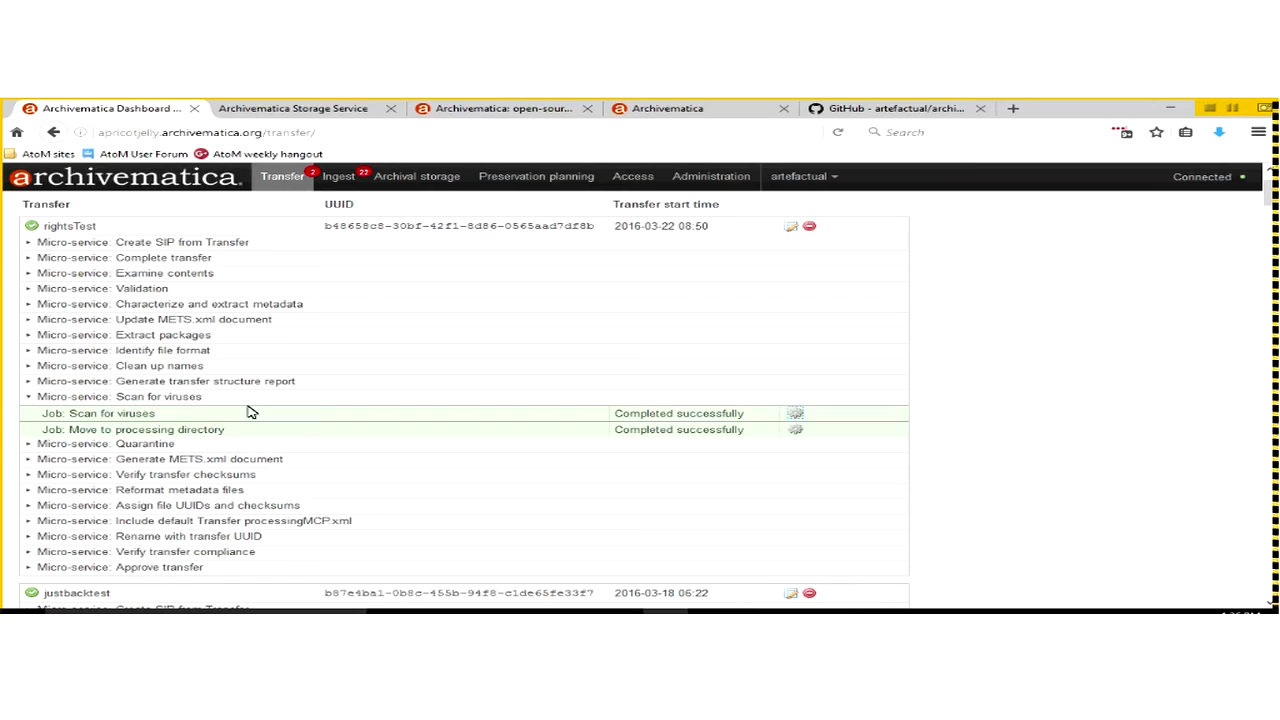 Archivematica Dashboard ... Archivematica Storage Service Archivematica: open-sour... Archivematica GitHub - artefactual/archi...
apricotjelly.archivematica.org/transfer/ Search
AtoM sites AtoM User Forum AtoM weekly hangout
archivematica. Transfer 2 Ingest 22 Archival storage Preservation planning Access Administration artefactual Connected
Transfer UUID Transfer start time
rightsTest b48658c8-30bf-42f1-8d86-0565aad7df8b 2016-03-22 08:50
Micro-service: Create SIP from Transfer
Micro-service: Complete transfer
Micro-service: Examine contents
Micro-service: Validation
Micro-service: Characterize and extract metadata
Micro-service: Update METS.xml document
Micro-service: Extract packages
Micro-service: Identify file format
Micro-service: Clean up names
Micro-service: Generate transfer structure report
Micro-service: Scan for viruses
Job: Scan for viruses Completed successfully
Job: Move to processing directory Completed successfully
Micro-service: Quarantine
Micro-service: Generate METS.xml document
Micro-service: Verify transfer checksums
Micro-service: Reformat metadata files
Micro-service: Assign file UUIDs and checksums
Micro-service: Include default Transfer processingMCP.xml
Micro-service: Rename with transfer UUID
Micro-service: Verify transfer compliance
Micro-service: Approve transfer
justbacktest b87e4ba1-0b8c-455b-94f8-c1de65fe33f7 2016-03-18 06:22